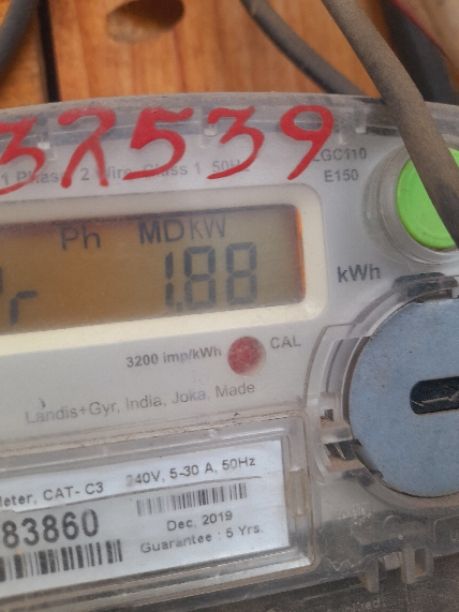 37539
1 Phase 2 Wire Class 1 50Hz
LGC110
E150
Ph MD KW
r 1.88
kWh
3200 imp/kWh CAL
Landis+Gyr, India, Joka, Made
eter, CAT- C3 240V, 5-30 A, 50Hz
83860
Dec, 2019
Guarantee : 5 Yrs.